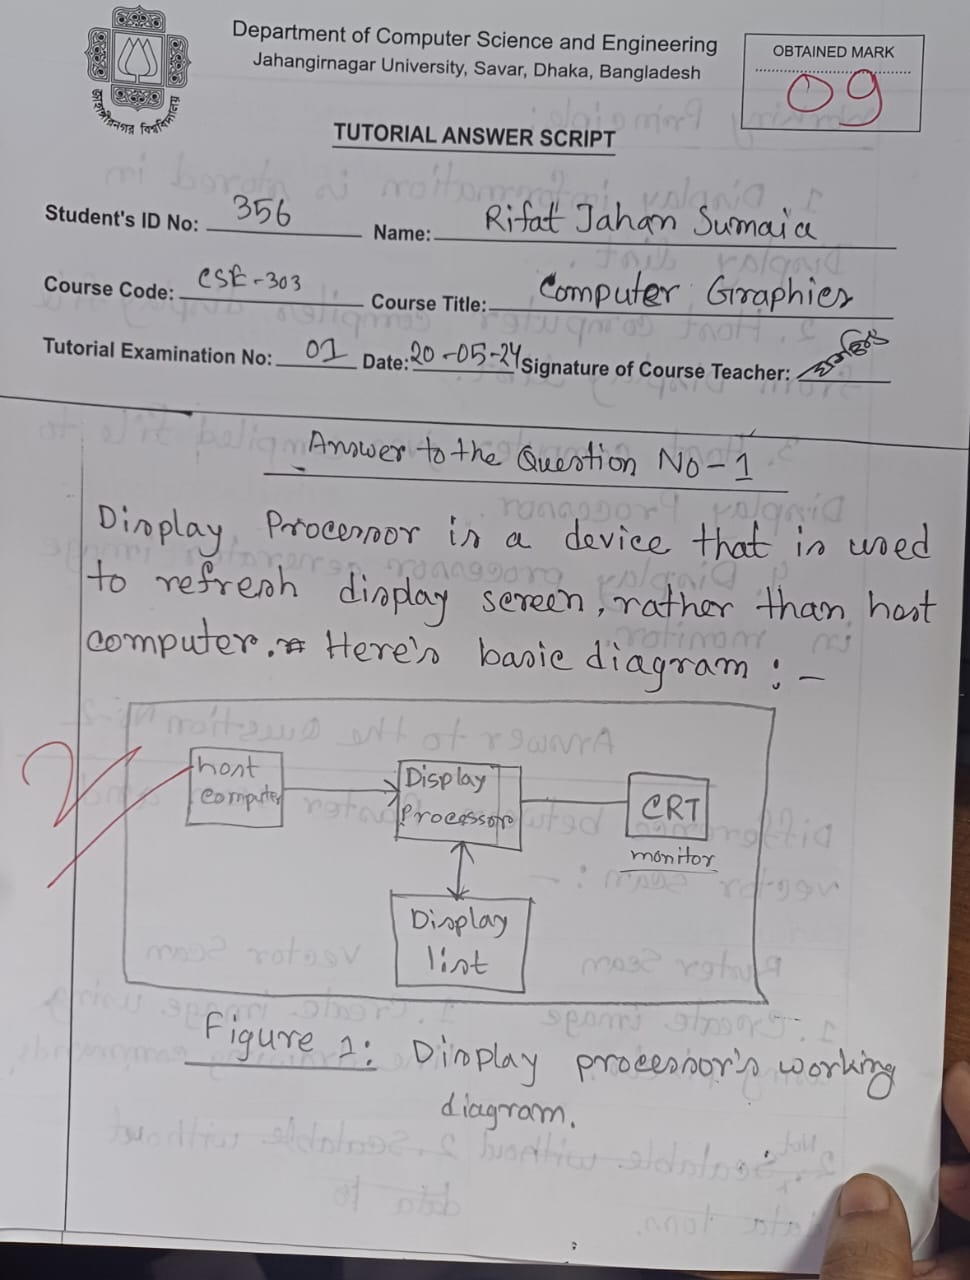 Department of Computer Science and Engineering
Jahangirnagar University, Savar, Dhaka, Bangladesh
OBTAINED MARK
09
জাহাঙ্গীরনগর বিশ্ববিদ্যালয়
TUTORIAL ANSWER SCRIPT
Student's ID No: 356 Name: Rifat Jahan Sumaia
Course Code: CSE-303 Course Title: Computer Graphics
Tutorial Examination No: 01 Date: 20-05-24 Signature of Course Teacher:
Answer to the Question No-1
Display Processor is a device that is used
to refresh display screen, rather than host
computer. Here's basic diagram :-
host
computer
Display
Processor
CRT
monitor
Display
list
Figure 1: Display processor's working
diagram.